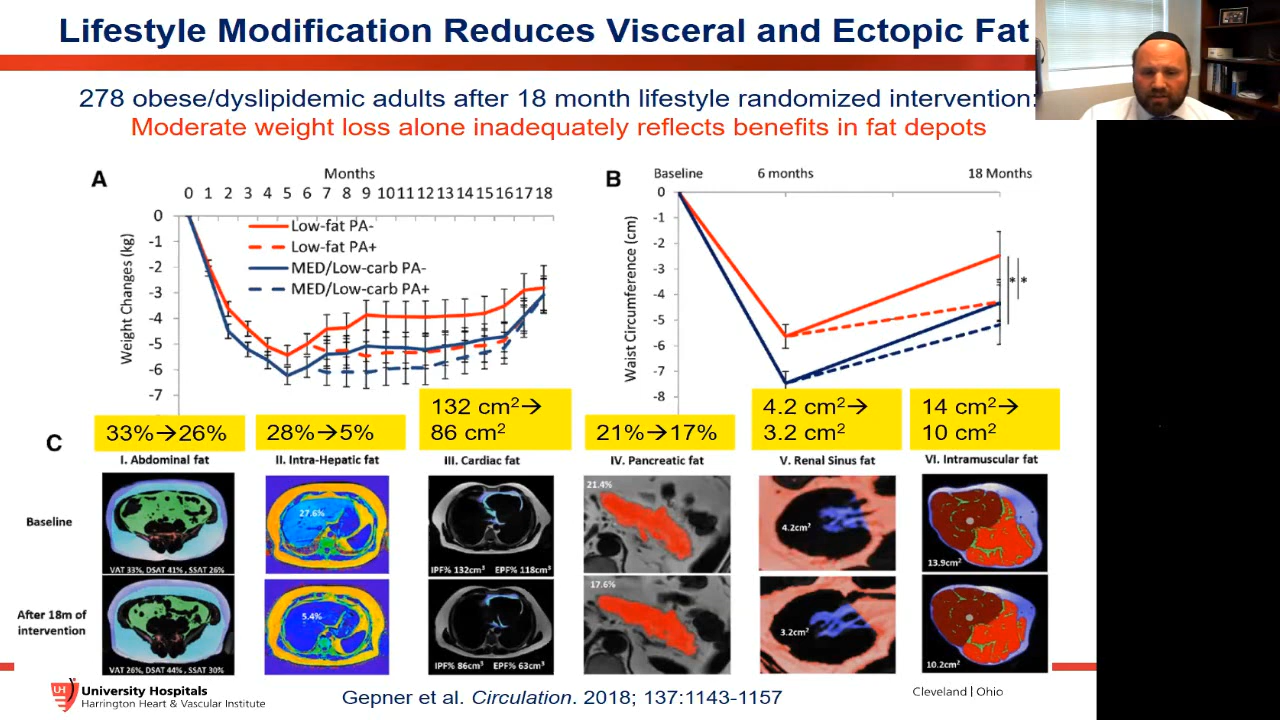 Lifestyle Modification Reduces Visceral and Ectopic Fat
278 obese/dyslipidemic adults after 18 month lifestyle randomized intervention:
Moderate weight loss alone inadequately reflects benefits in fat depots
A
Months
0 1 2 3 4 5 6 7 8 9 10 11 12 13 14 15 16 17 18
Weight Changes (kg)
0
-1
-2
-3
-4
-5
-6
-7
Low-fat PA-
Low-fat PA+
MED/Low-carb PA-
MED/Low-carb PA+
B
Baseline 6 months 18 Months
Waist Circumference (cm)
0
-1
-2
-3
-4
-5
-6
-7
-8
* *
C
33%→26%
28%→5%
132 cm²→
86 cm²
21%→17%
4.2 cm²→
3.2 cm²
14 cm²→
10 cm²
I. Abdominal fat
II. Intra-Hepatic fat
III. Cardiac fat
IV. Pancreatic fat
V. Renal Sinus fat
VI. Intramuscular fat
Baseline
VAT 33%, DSAT 41% , SSAT 26%
27.6%
IPF% 132cm³ EPF% 118cm³
21.4%
4.2cm²
13.9cm²
After 18m of
intervention
VAT 26%, DSAT 44%, SSAT 30%
5.4%
IPF% 86cm³ EPF% 63cm³
17.6%
3.2cm²
10.2cm²
UH
University Hospitals
Harrington Heart & Vascular Institute
Gepner et al. Circulation. 2018; 137:1143-1157
Cleveland | Ohio